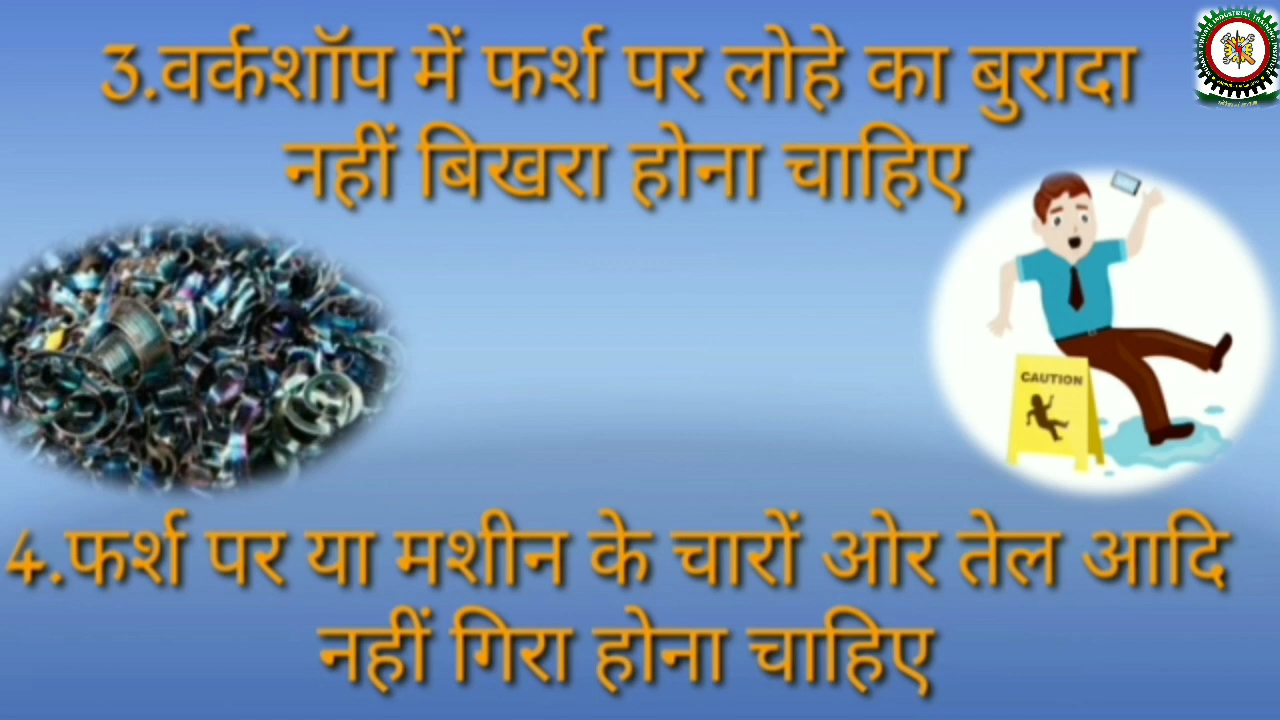 3.वर्कशॉप में फर्श पर लोहे का बुरादा
नहीं बिखरा होना चाहिए
CAUTION
4.फर्श पर या मशीन के चारों ओर तेल आदि
नहीं गिरा होना चाहिए